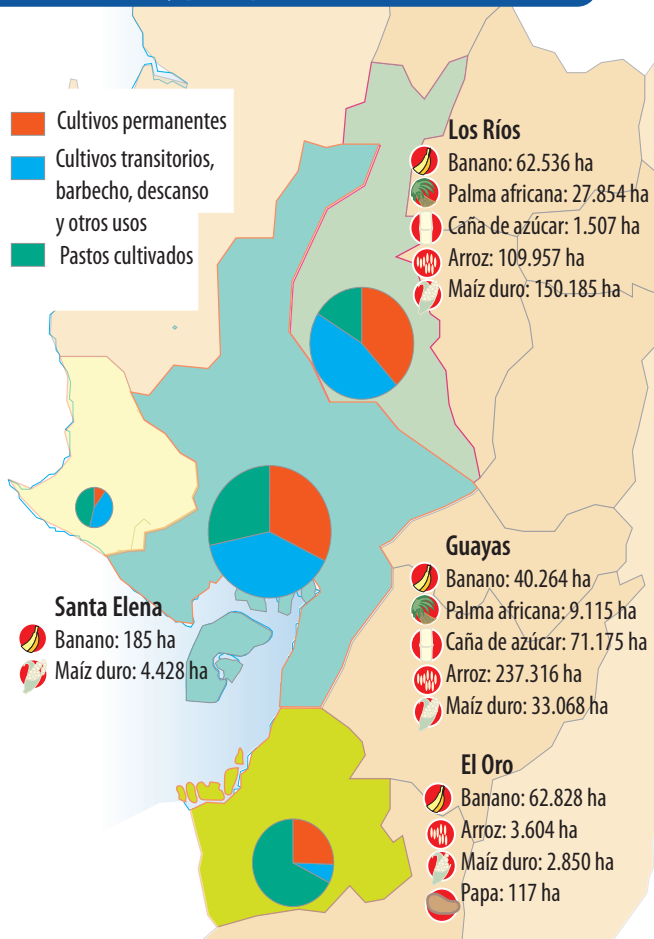 Cultivos permanentes
Cultivos transitorios,
barbecho, descanso
y otros usos
Pastos cultivados
Los Ríos
Banano: 62.536 ha
Palma africana: 27.854 ha
Caña de azúcar: 1.507 ha
Arroz: 109.957 ha
Maíz duro: 150.185 ha
Guayas
Banano: 40.264 ha
Palma africana: 9.115 ha
Caña de azúcar: 71.175 ha
Arroz: 237.316 ha
Maíz duro: 33.068 ha
Santa Elena
Banano: 185 ha
Maíz duro: 4.428 ha
El Oro
Banano: 62.828 ha
Arroz: 3.604 ha
Maíz duro: 2.850 ha
Papa: 117 ha